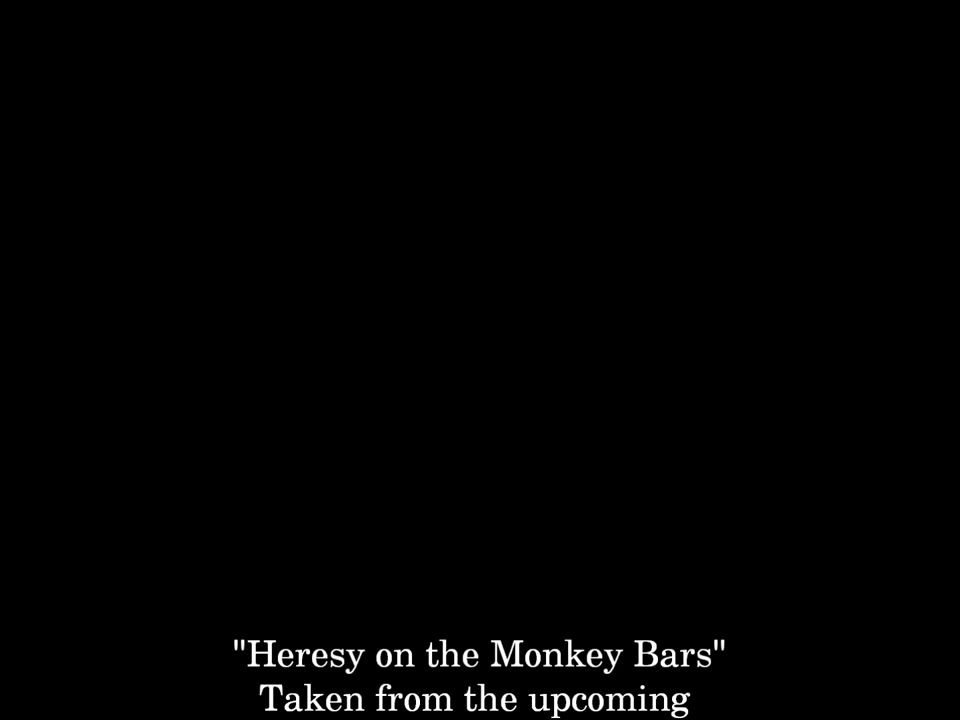 "Heresy on the Monkey Bars"
Taken from the upcoming